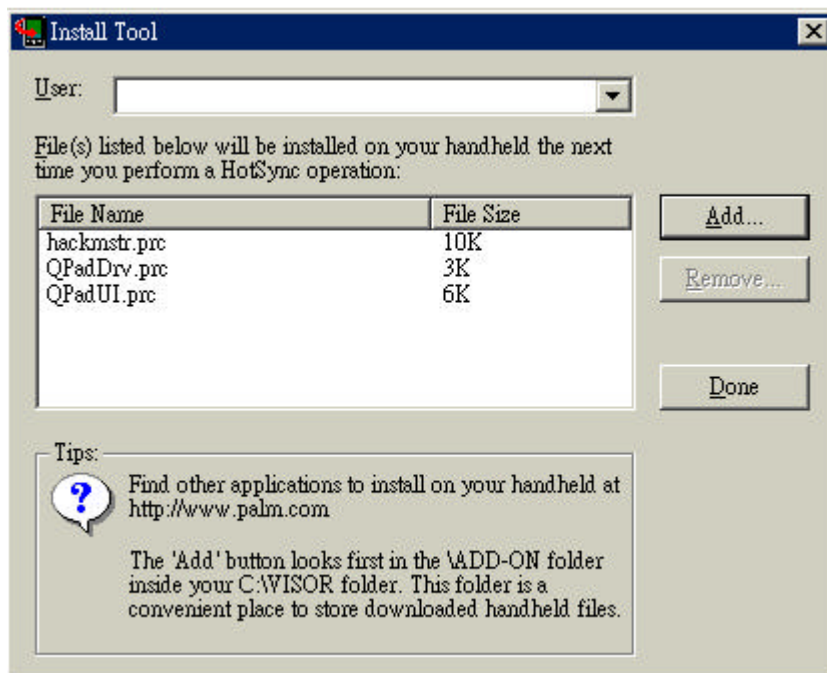 Install Tool
User:
File(s) listed below will be installed on your handheld the next
time you perform a HotSync operation:
File Name File Size
hackmstr.prc 10K
QPadDrv.prc 3K
QPadUI.prc 6K
Add...
Remove...
Done
Tips:
Find other applications to install on your handheld at
http://www.palm.com
The 'Add' button looks first in the \ADD-ON folder
inside your C:\VISOR folder. This folder is a
convenient place to store downloaded handheld files.